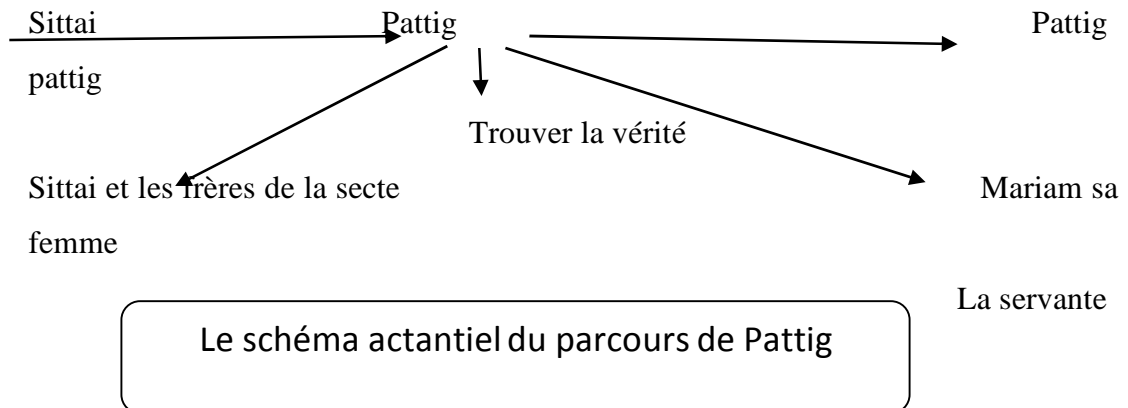 Sittai Pattig Pattig
pattig
Trouver la vérité
Sittai et les frères de la secte Mariam sa
femme
La servante
Le schéma actantiel du parcours de Pattig